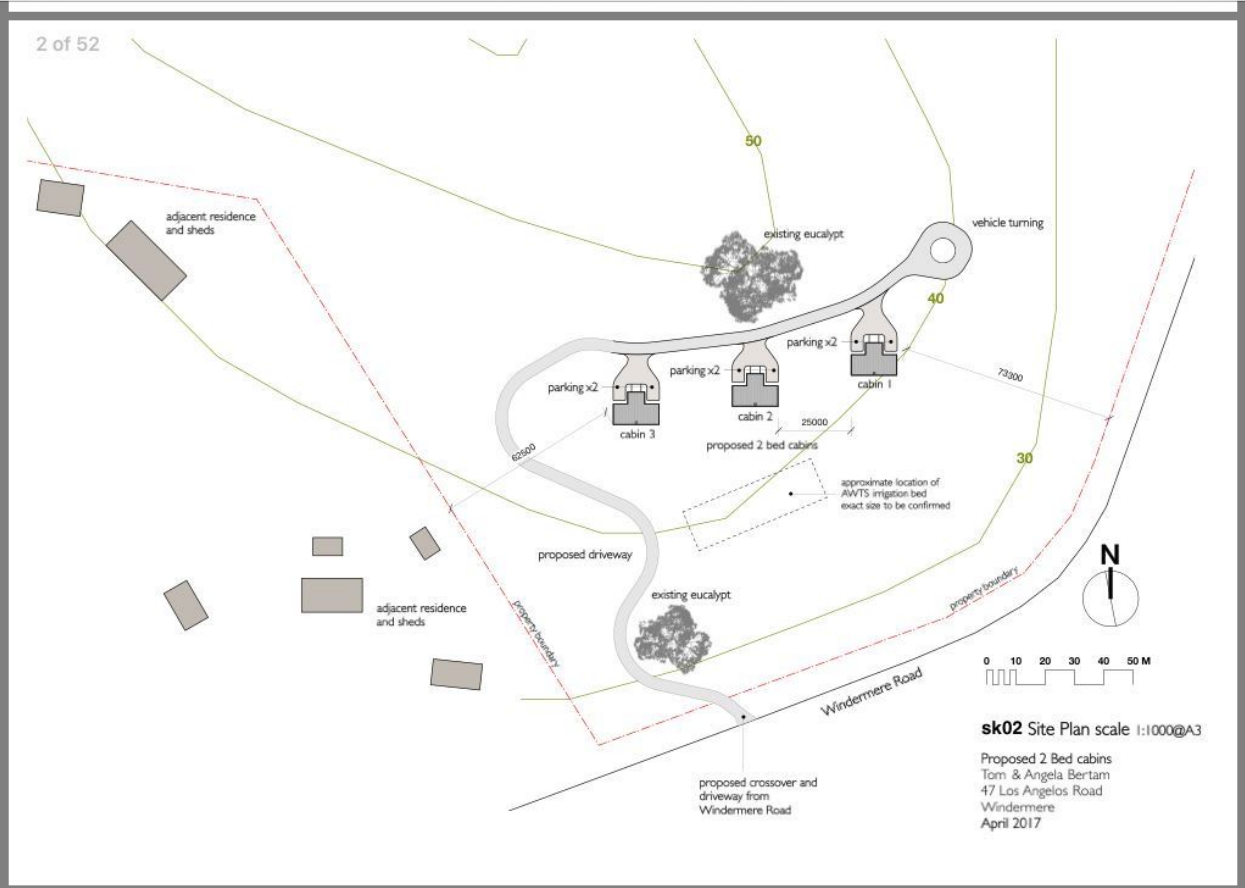 2 of 52
50
adjacent residence
and sheds
vehicle turning
existing eucalypt
40
parking x2
parking x2
73300
parking x2
cabin 1
cabin 2
25000
cabin 3
proposed 2 bed cabins
62500
30
approximate location of
AWTS irrigation bed
exact size to be confirmed
proposed driveway
N
existing eucalypt
property boundary
adjacent residence
and sheds
property boundary
0 10 20 30 40 50 M
Windermere Road
sk02 Site Plan scale 1:1000@A3
Proposed 2 Bed cabins
Tom & Angela Bertam
47 Los Angelos Road
Windermere
April 2017
proposed crossover and
driveway from
Windermere Road